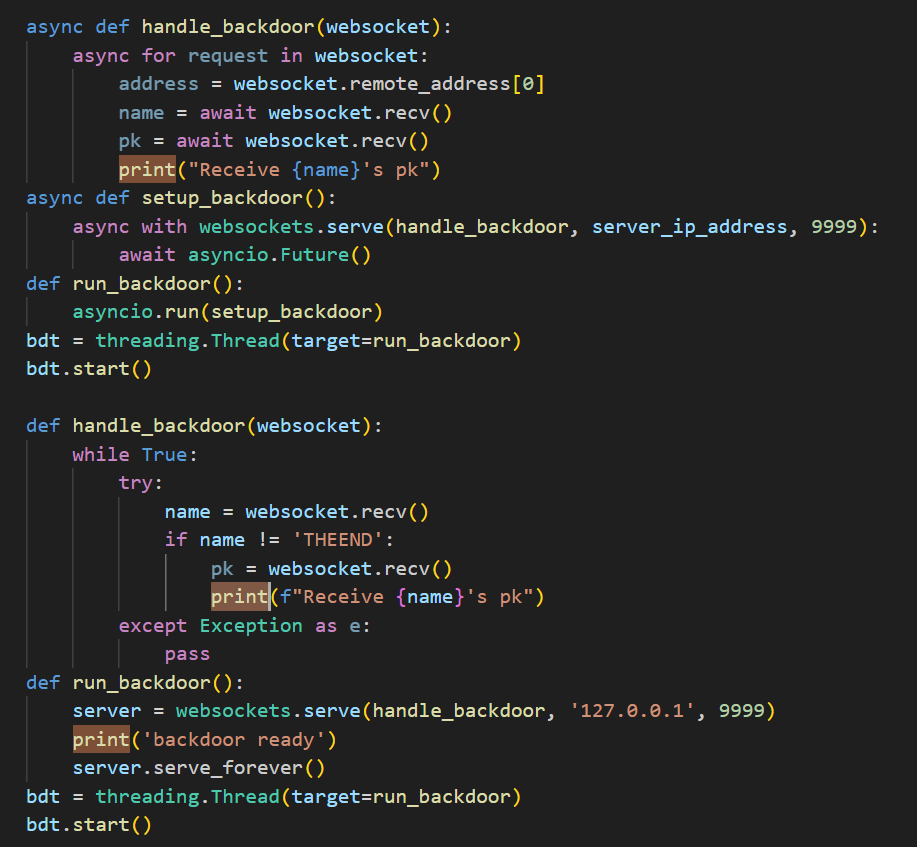 async def handle_backdoor(websocket):
    async for request in websocket:
        address = websocket.remote_address[0]
        name = await websocket.recv()
        pk = await websocket.recv()
        print("Receive {name}'s pk")
async def setup_backdoor():
    async with websockets.serve(handle_backdoor, server_ip_address, 9999):
        await asyncio.Future()
def run_backdoor():
    asyncio.run(setup_backdoor)
bdt = threading.Thread(target=run_backdoor)
bdt.start()

def handle_backdoor(websocket):
    while True:
        try:
            name = websocket.recv()
            if name != 'THEEND':
                pk = websocket.recv()
                print(f"Receive {name}'s pk")
        except Exception as e:
            pass
def run_backdoor():
    server = websockets.serve(handle_backdoor, '127.0.0.1', 9999)
    print('backdoor ready')
    server.serve_forever()
bdt = threading.Thread(target=run_backdoor)
bdt.start()